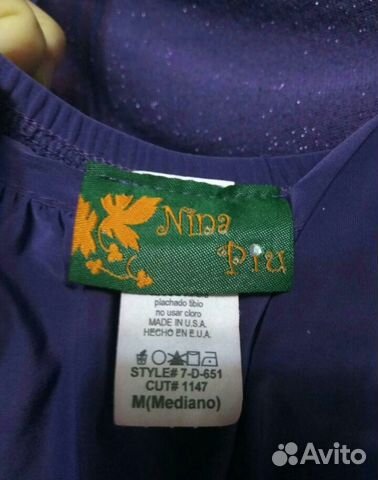 Nina
Piu
planchado tibio
no usar cloro
MADE IN U.S.A.
HECHO EN E.U.A.
STYLE# 7-D-651
CUT# 1147
M(Mediano)
Avito